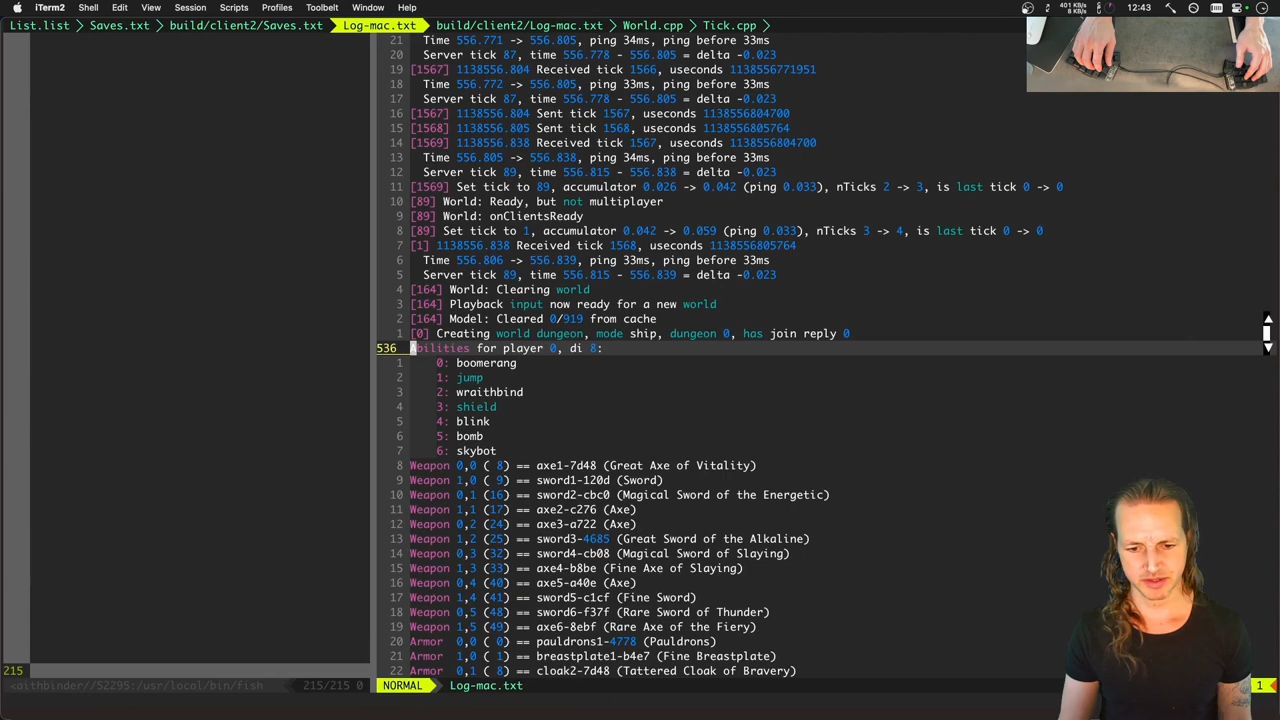 iTerm2 Shell Edit View Session Scripts Profiles Toolbelt Window Help 401 KB/s 8 KB/s 12:43
List.list > Saves.txt > build/client2/Saves.txt Log-mac.txt build/client2/Log-mac.txt > World.cpp > Tick.cpp >
21 Time 556.771 -> 556.805, ping 34ms, ping before 33ms
20 Server tick 87, time 556.778 - 556.805 = delta -0.023
19 [1567] 1138556.804 Received tick 1566, useconds 1138556771951
18 Time 556.772 -> 556.805, ping 33ms, ping before 33ms
17 Server tick 87, time 556.778 - 556.805 = delta -0.023
16 [1567] 1138556.804 Sent tick 1567, useconds 1138556804700
15 [1568] 1138556.805 Sent tick 1568, useconds 1138556805764
14 [1569] 1138556.838 Received tick 1567, useconds 1138556804700
13 Time 556.805 -> 556.838, ping 34ms, ping before 33ms
12 Server tick 89, time 556.815 - 556.838 = delta -0.023
11 [1569] Set tick to 89, accumulator 0.026 -> 0.042 (ping 0.033), nTicks 2 -> 3, is last tick 0 -> 0
10 [89] World: Ready, but not multiplayer
9 [89] World: onClientsReady
8 [89] Set tick to 1, accumulator 0.042 -> 0.059 (ping 0.033), nTicks 3 -> 4, is last tick 0 -> 0
7 [1] 1138556.838 Received tick 1568, useconds 1138556805764
6 Time 556.806 -> 556.839, ping 33ms, ping before 33ms
5 Server tick 89, time 556.815 - 556.839 = delta -0.023
4 [164] World: Clearing world
3 [164] Playback input now ready for a new world
2 [164] Model: Cleared 0/919 from cache
1 [0] Creating world dungeon, mode ship, dungeon 0, has join reply 0
536 Abilities for player 0, di 8:
1 0: boomerang
2 1: jump
3 2: wraithbind
4 3: shield
5 4: blink
6 5: bomb
7 6: skybot
8 Weapon 0,0 ( 8) == axe1-7d48 (Great Axe of Vitality)
9 Weapon 1,0 ( 9) == sword1-120d (Sword)
10 Weapon 0,1 (16) == sword2-cbc0 (Magical Sword of the Energetic)
11 Weapon 1,1 (17) == axe2-c276 (Axe)
12 Weapon 0,2 (24) == axe3-a722 (Axe)
13 Weapon 1,2 (25) == sword3-4685 (Great Sword of the Alkaline)
14 Weapon 0,3 (32) == sword4-cb08 (Magical Sword of Slaying)
15 Weapon 1,3 (33) == axe4-b8be (Fine Axe of Slaying)
16 Weapon 0,4 (40) == axe5-a40e (Axe)
17 Weapon 1,4 (41) == sword5-c1cf (Fine Sword)
18 Weapon 0,5 (48) == sword6-f37f (Rare Sword of Thunder)
19 Weapon 1,5 (49) == axe6-8ebf (Rare Axe of the Fiery)
20 Armor 0,0 ( 0) == pauldrons1-4778 (Pauldrons)
21 Armor 1,0 ( 1) == breastplate1-b4e7 (Fine Breastplate)
215 22 Armor 0,1 ( 8) == cloak2-7d48 (Tattered Cloak of Bravery)
<aithbinder//52295:/usr/local/bin/fish 215/215 0 NORMAL Log-mac.txt 1